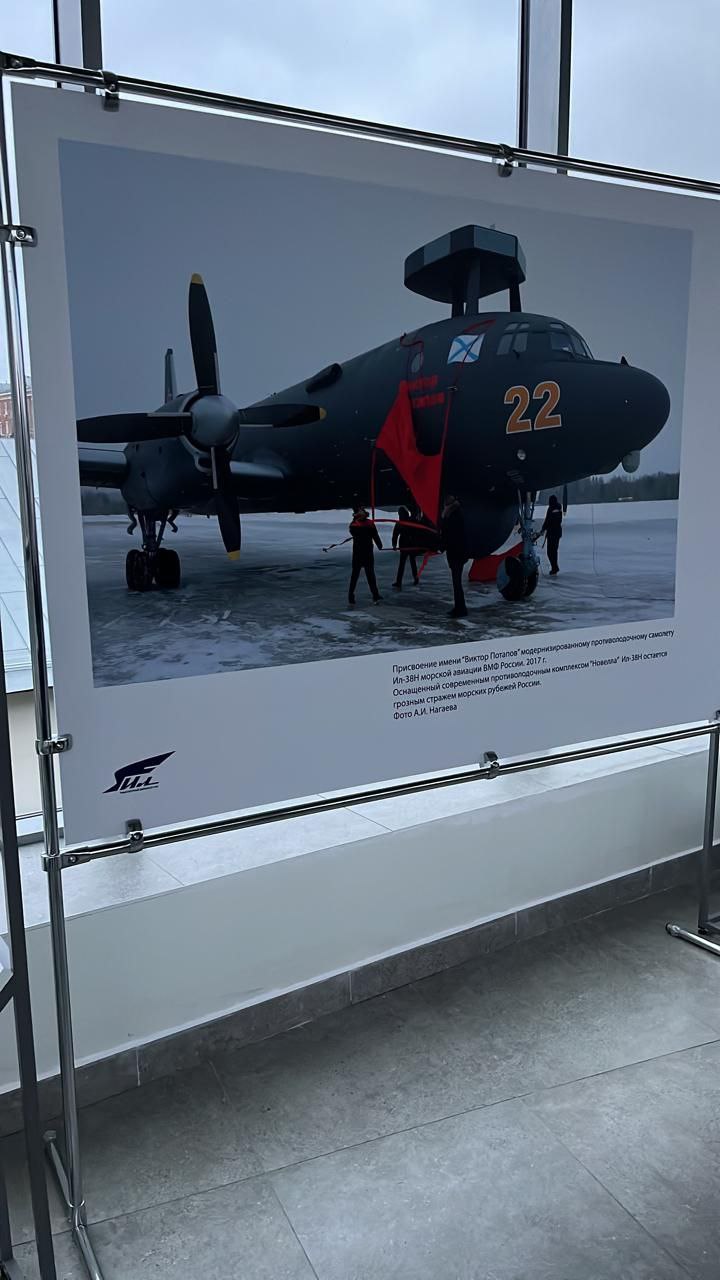 22
Присвоение имени "Виктор Потапов" модернизированному противолодочному самолету
Ил-38Н морской авиации ВМФ России. 2017 г.
Оснащенный современным противолодочным комплексом "Новелла" Ил-38Н остается
грозным стражем морских рубежей России.
Фото А.И. Нагаева
Ил